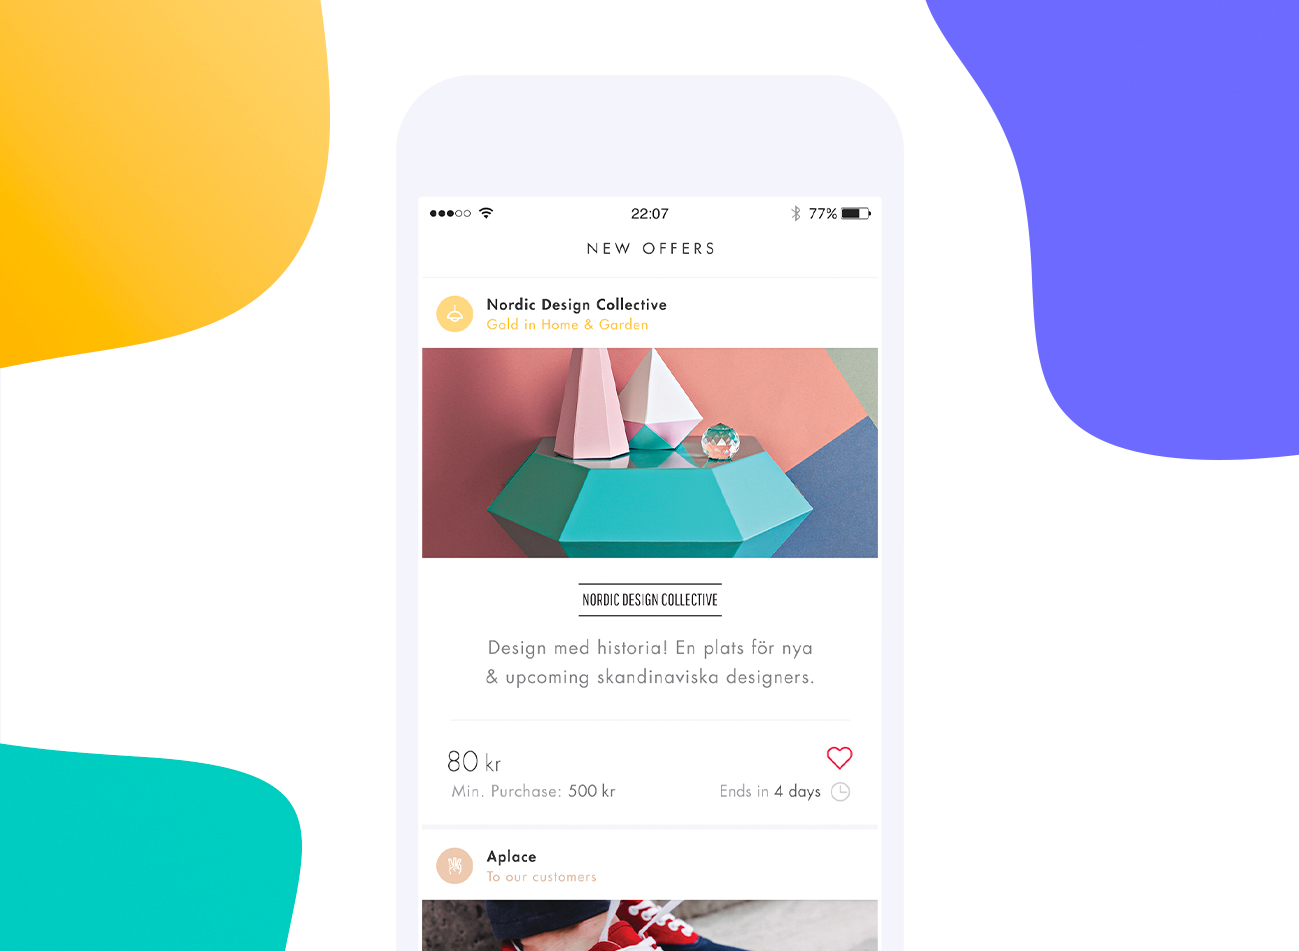 22:07
77%
NEW OFFERS
Nordic Design Collective
Gold in Home & Garden
NORDIC DESIGN COLLECTIVE
Design med historia! En plats för nya
& upcoming skandinaviska designers.
80 kr
Min. Purchase: 500 kr
Ends in 4 days
Aplace
To our customers